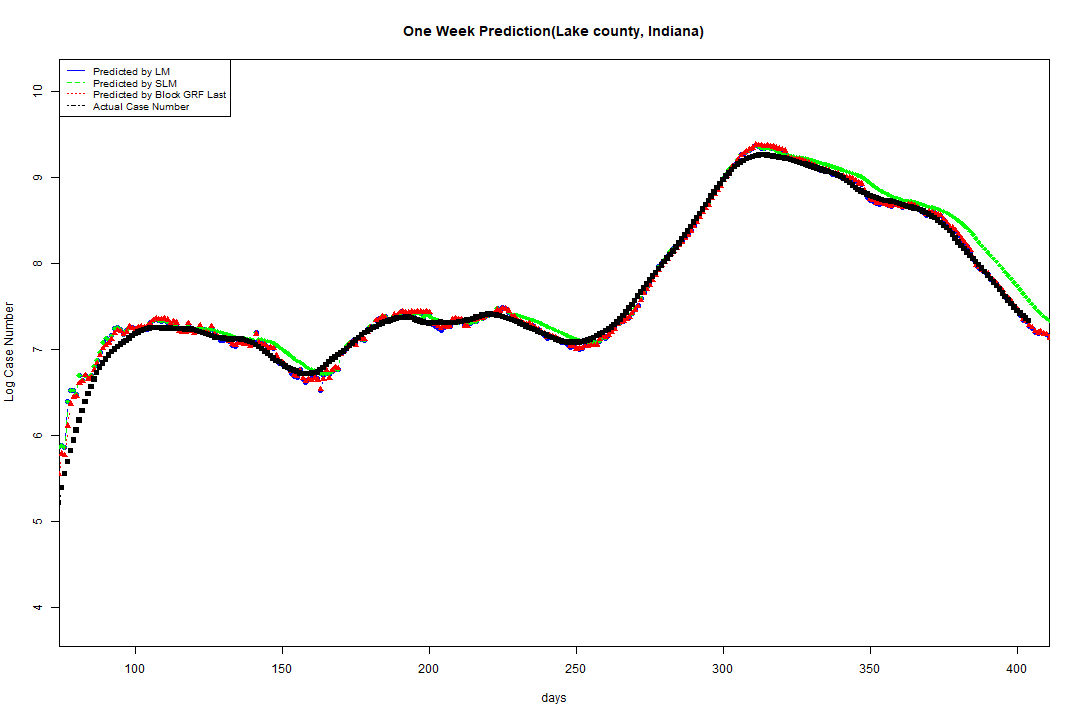 One Week Prediction(Lake county, Indiana)
Predicted by LM
Predicted by SLM
Predicted by Block GRF Last
Actual Case Number
10
9
8
7
6
5
4
Log Case Number
100 150 200 250 300 350 400
days